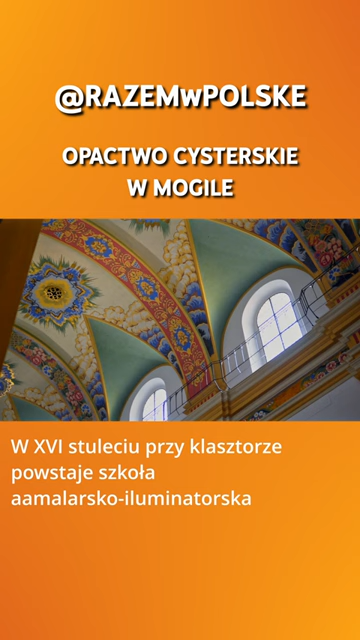 @RAZEMwPOLSKE
OPACTWO CYSTERSKIE
W MOGILE
W XVI stuleciu przy klasztorze
powstaje szkoła
aamalarsko-iluminatorska